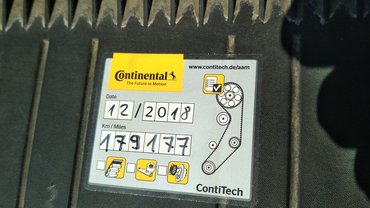 Continental
The Future in Motion
www.contitech.de/aam
Date
12/2018
Km/Miles
179177
ContiTech